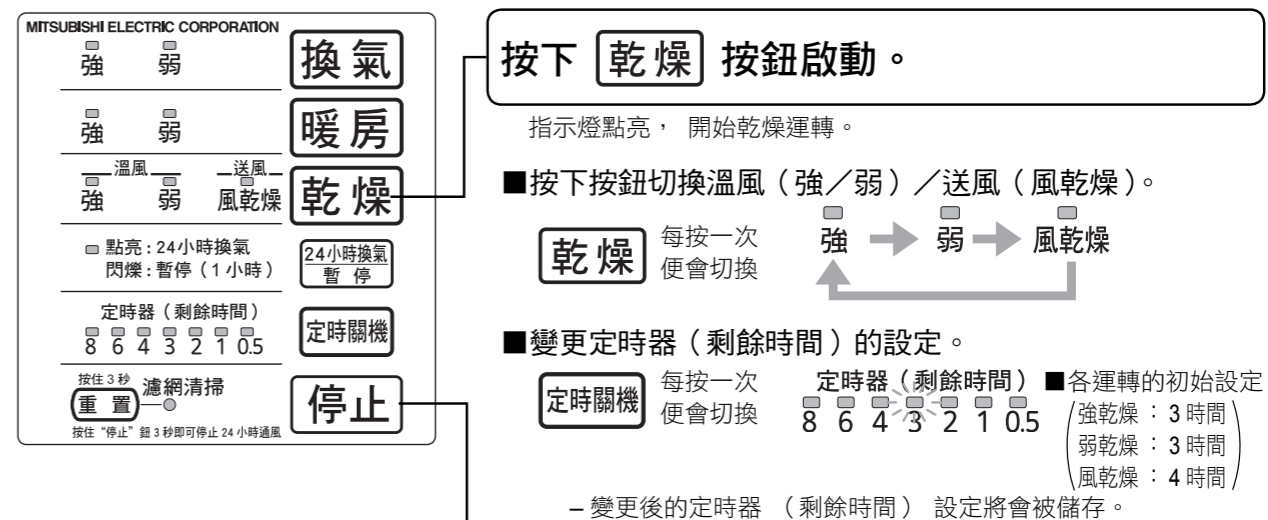 MITSUBISHI ELECTRIC CORPORATION
強 弱 換氣
強 弱 暖房
溫風 送風
強 弱 風乾燥 乾燥
點亮:24小時換氣
閃爍:暫停(1小時)
24小時換氣
暫停
定時器(剩餘時間)
8 6 4 3 2 1 0.5
定時關機
按住3秒 濾網清掃
重置
停止
按住“停止”鈕3秒即可停止24小時通風
按下 乾燥 按鈕啟動。
指示燈點亮, 開始乾燥運轉。
■按下按鈕切換溫風(強/弱)/送風(風乾燥)。
乾燥 每按一次
便會切換
強 弱 風乾燥
■變更定時器(剩餘時間)的設定。
定時關機 每按一次
便會切換
定時器(剩餘時間)
8 6 4 3 2 1 0.5
■各運轉的初始設定
強乾燥:3時間
弱乾燥:3時間
風乾燥:4時間
– 變更後的定時器 (剩餘時間) 設定將會被儲存。